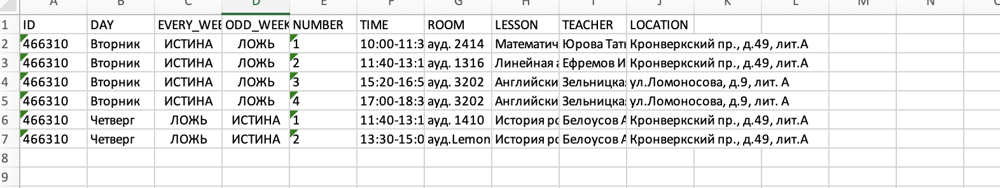 A B C D E F G H I J K L M N
1 ID DAY EVERY_WEE ODD_WEEK NUMBER TIME ROOM LESSON TEACHER LOCATION
2 466310 Вторник ИСТИНА ЛОЖЬ 1 10:00-11:3 ауд. 2414 Математич Юрова Тать Кронверкский пр., д.49, лит.А
3 466310 Вторник ИСТИНА ЛОЖЬ 2 11:40-13:1 ауд. 1316 Линейная а Ефремов И Кронверкский пр., д.49, лит.А
4 466310 Вторник ИСТИНА ЛОЖЬ 3 15:20-16:5 ауд. 3202 Английски Зельницкая ул.Ломоносова, д.9, лит. А
5 466310 Вторник ИСТИНА ЛОЖЬ 4 17:00-18:3 ауд. 3202 Английски Зельницкая ул.Ломоносова, д.9, лит. А
6 466310 Четверг ЛОЖЬ ИСТИНА 1 11:40-13:1 ауд. 1410 История ро Белоусов А Кронверкский пр., д.49, лит.А
7 466310 Четверг ЛОЖЬ ИСТИНА 2 13:30-15:0 ауд.Lemon История ро Белоусов А Кронверкский пр., д.49, лит.А
8
9